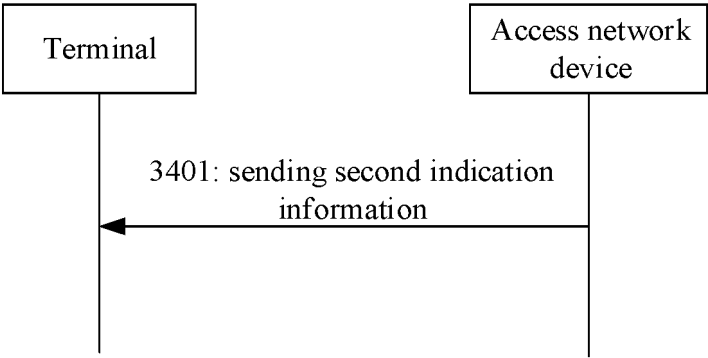 Terminal
Access network
device
3401: sending second indication
information